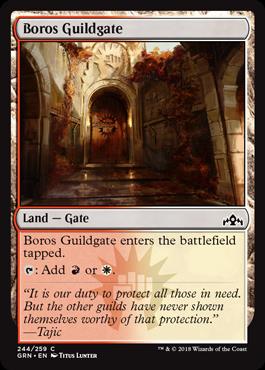 Boros Guildgate
Land — Gate
Boros Guildgate enters the battlefield
tapped.
: Add or .
"It is our duty to protect all those in need.
But the other guilds have never shown
themselves worthy of that protection."
—Tajic
244/259 C
GRN • EN Titus Lunter
™ & © 2018 Wizards of the Coast